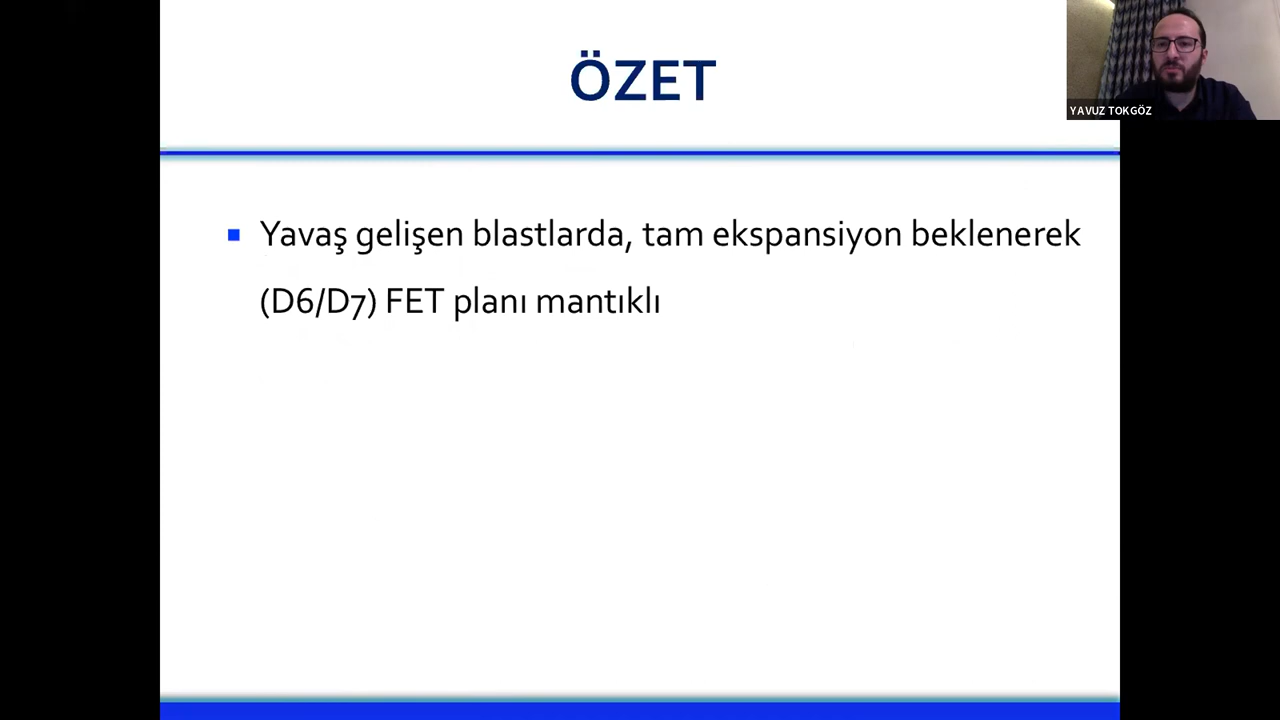 ÖZET
YAVUZ TOKGÖZ
Yavaş gelişen blastlarda, tam ekspansiyon beklenerek
(D6/D7) FET planı mantıklı